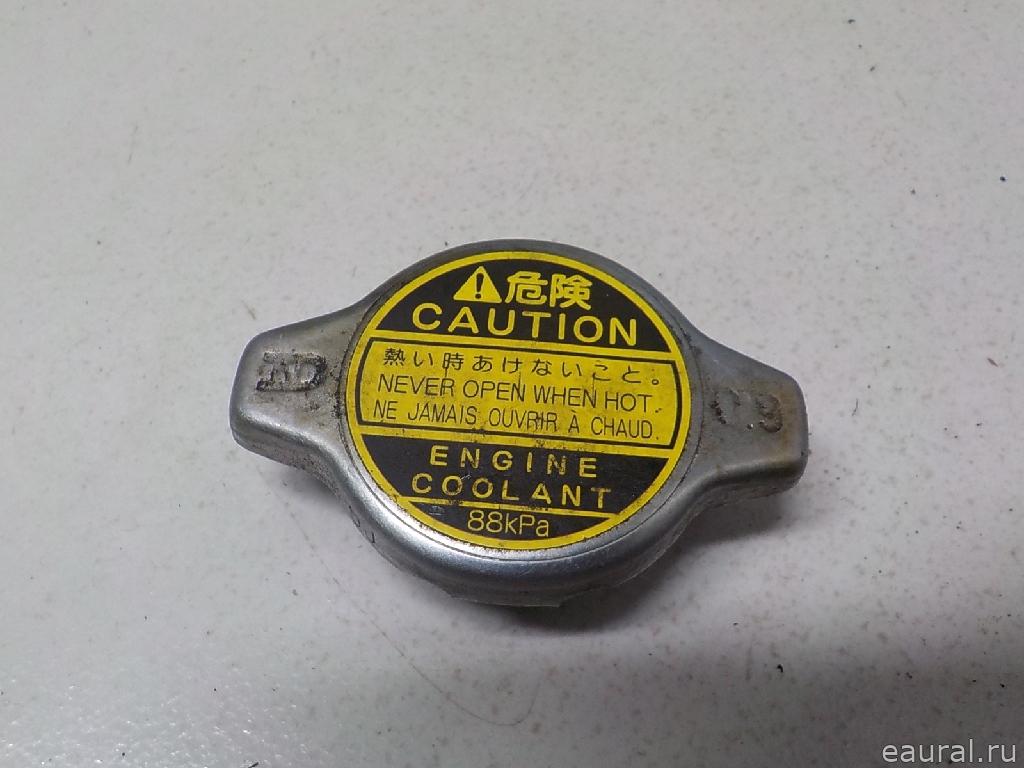 危険
CAUTION
熱い時あけないこと。
NEVER OPEN WHEN HOT.
NE JAMAIS OUVRIR À CHAUD.
ENGINE
COOLANT
88kPa
eaural.ru